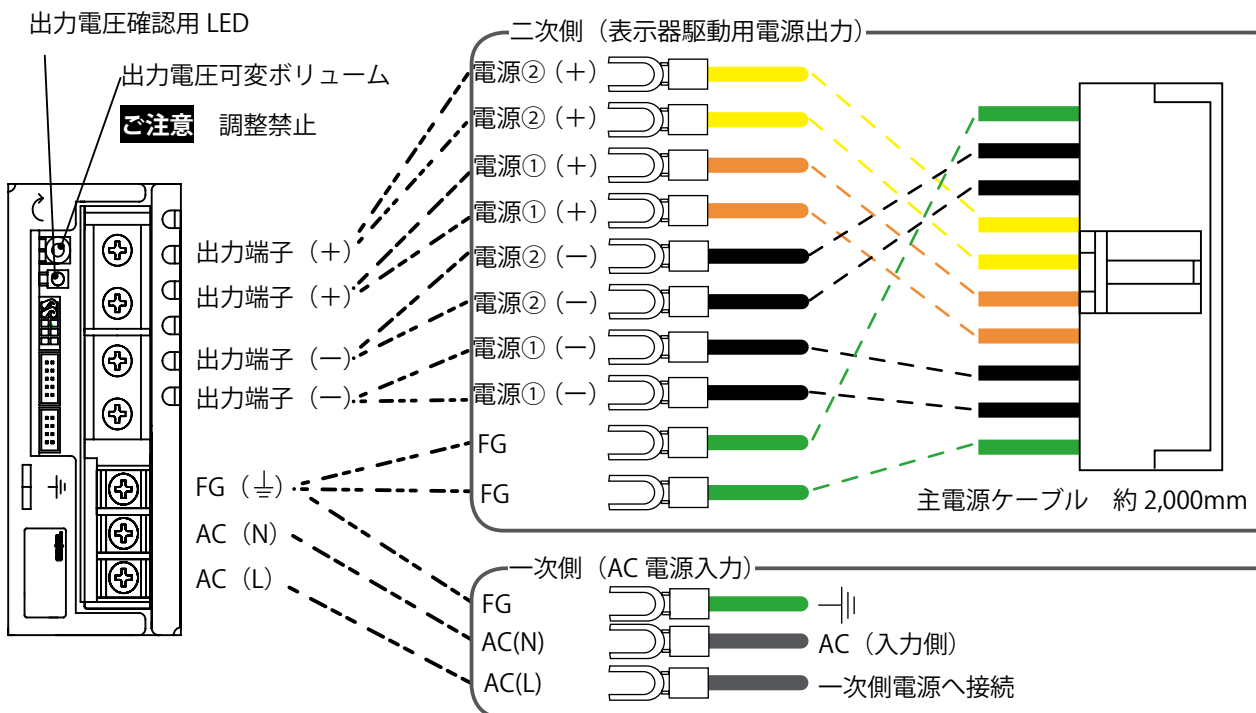 出力電圧確認用 LED
出力電圧可変ボリューム
ご注意 調整禁止
出力端子（＋）
出力端子（＋）
出力端子（－）
出力端子（－）
FG（⏚）
AC（N）
AC（L）
二次側（表示器駆動用電源出力）
電源②（＋）
電源②（＋）
電源①（＋）
電源①（＋）
電源②（－）
電源②（－）
電源①（－）
電源①（－）
FG
FG
主電源ケーブル 約 2,000mm
一次側（AC 電源入力）
FG
AC(N)
AC（入力側）
AC(L)
一次側電源へ接続